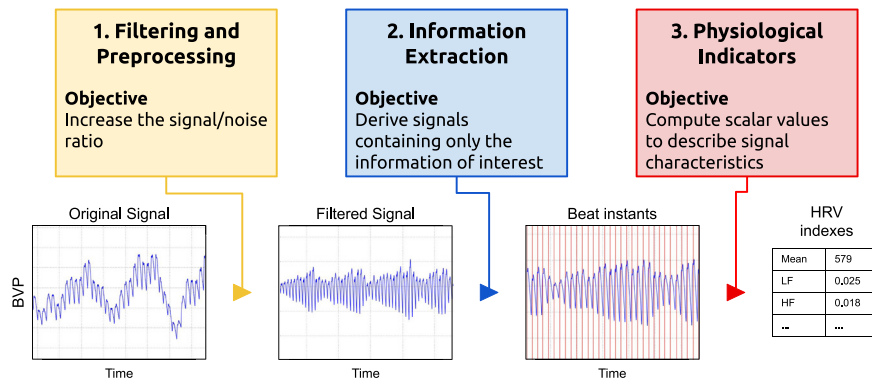 1. Filtering and
Preprocessing
Objective
Increase the signal/noise
ratio
2. Information
Extraction
Objective
Derive signals
containing only the
information of interest
3. Physiological
Indicators
Objective
Compute scalar values
to describe signal
characteristics
Original Signal
BVP
Time
Filtered Signal
Time
Beat instants
Time
HRV
indexes
Mean 579
LF 0.025
HF 0.018
... ...